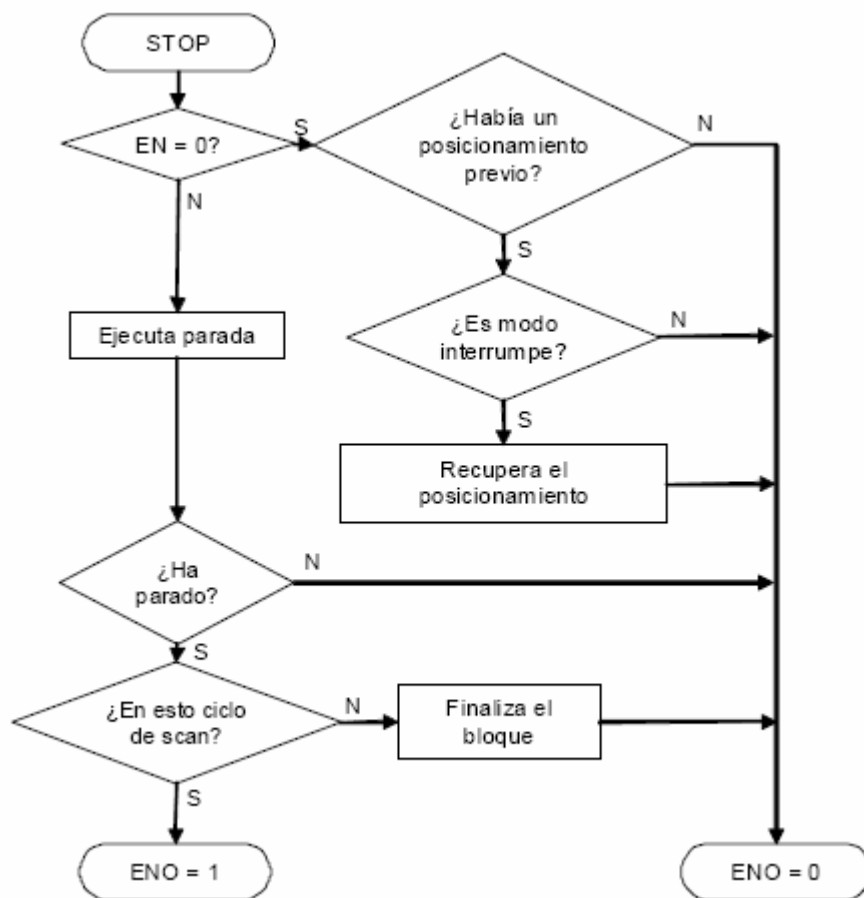 STOP
EN = 0?
S
N
¿Había un
posicionamiento
previo?
N
S
¿Es modo
interrumpe?
N
S
Recupera el
posicionamiento
Ejecuta parada
¿Ha
parado?
N
S
¿En esto ciclo
de scan?
N
S
Finaliza el
bloque
ENO = 1
ENO = 0